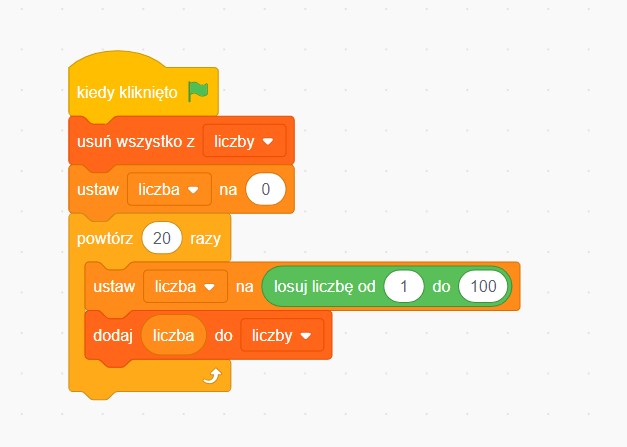 kiedy kliknięto
usuń wszystko z liczby
ustaw liczba na 0
powtórz 20 razy
ustaw liczba na losuj liczbę od 1 do 100
dodaj liczba do liczby